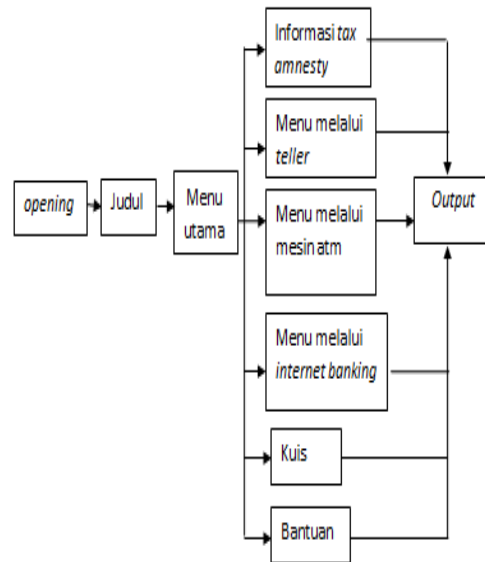 opening
Judul
Menu
utama
Informasi tax
amnesty
Menu melalui
teller
Menu melalui
mesin atm
Menu melalui
internet banking
Kuis
Bantuan
Output